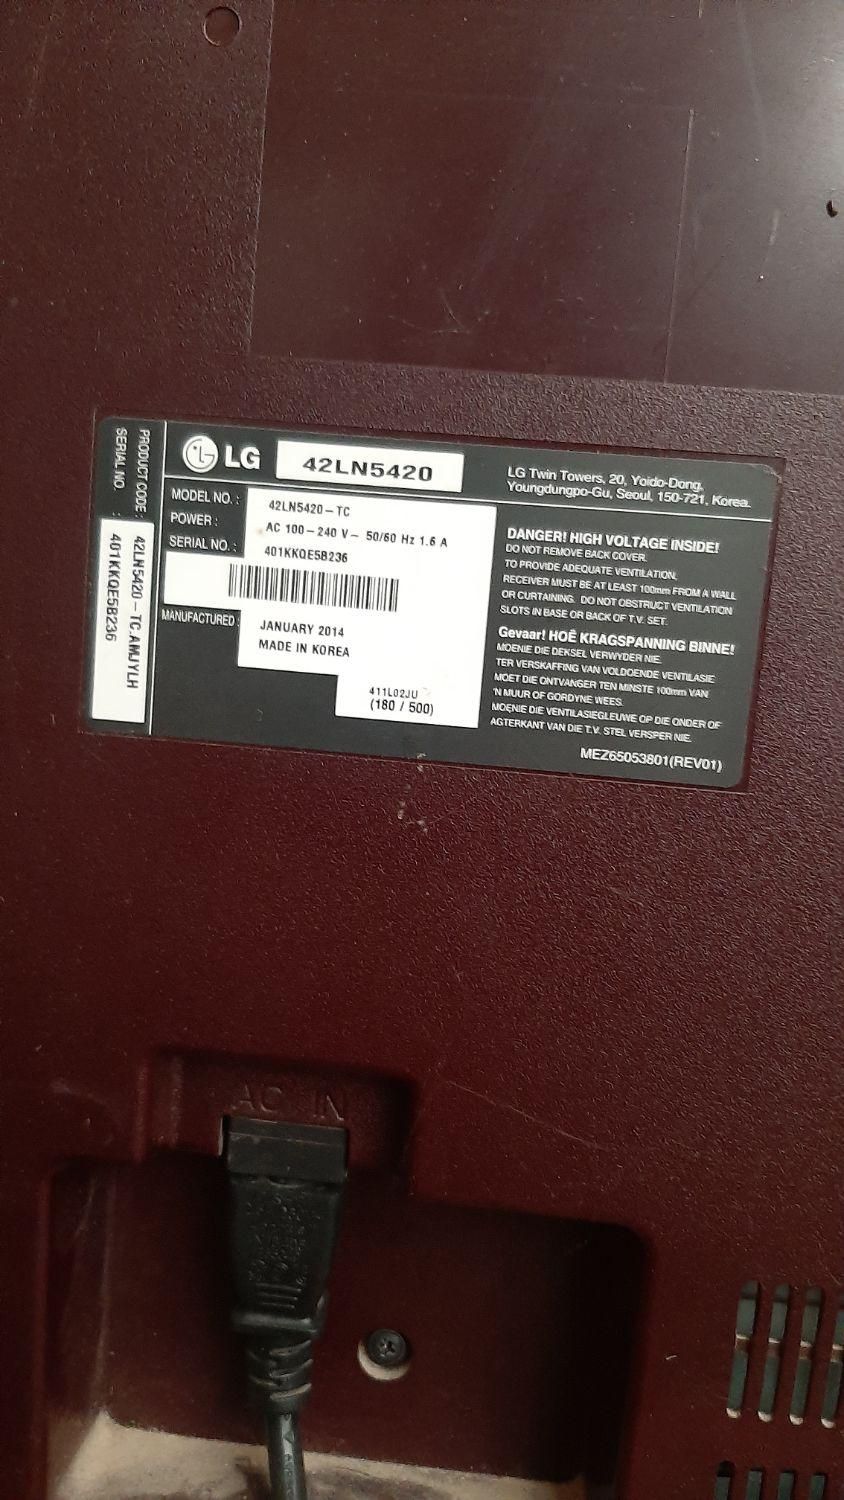 LG
42LN5420
LG Twin Towers, 20, Yoido-Dong,
Youngdungpo-Gu, Seoul, 150-721, Korea.
MODEL NO. : 42LN5420-TC
POWER : AC 100-240 V~ 50/60 Hz 1.6 A
SERIAL NO. : 401KKQE5B236
MANUFACTURED : JANUARY 2014
MADE IN KOREA
411L02JU
(180 / 500)
DANGER! HIGH VOLTAGE INSIDE!
DO NOT REMOVE BACK COVER.
TO PROVIDE ADEQUATE VENTILATION,
RECEIVER MUST BE AT LEAST 100mm FROM A WALL
OR CURTAINING. DO NOT OBSTRUCT VENTILATION
SLOTS IN BASE OR BACK OF T.V. SET.
Gevaar! HOË KRAGSPANNING BINNE!
MOENIE DIE DEKSEL VERWYDER NIE.
TER VERSKAFFING VAN VOLDOENDE VENTILASIE
MOET DIE ONTVANGER TEN MINSTE 100mm VAN
'N MUUR OF GORDYNE WEES.
MOENIE DIE VENTILASIEGLEUWE OP DIE ONDER OF
AGTERKANT VAN DIE T.V. STEL VERSPER NIE.
MEZ65053801(REV01)
PRODUCT CODE : 42LN5420-TC.AMJYLH
SERIAL NO. : 401KKQE5B236
AC IN